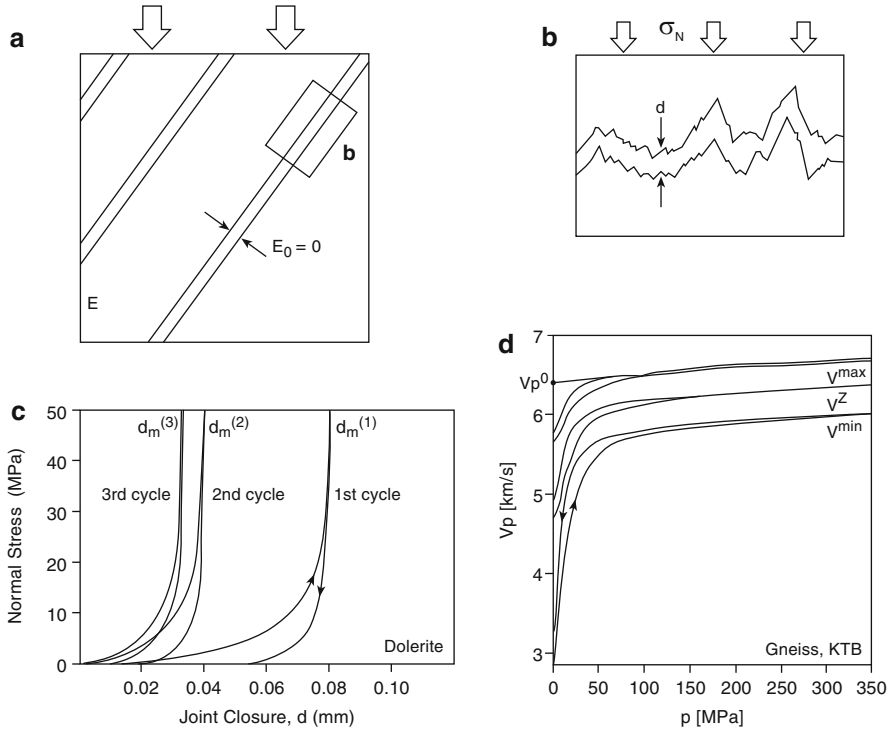 a
b
E₀ = 0
E
b
σN
d
c
Normal Stress (MPa)
50
40
30
20
10
0
dm(3)
dm(2)
dm(1)
3rd cycle
2nd cycle
1st cycle
Dolerite
0.02
0.04
0.06
0.08
0.10
Joint Closure, d (mm)
d
Vp [km/s]
7
Vp⁰
6
5
4
3
Vmax
VZ
Vmin
Gneiss, KTB
0
50
100
150
200
250
300
350
p [MPa]